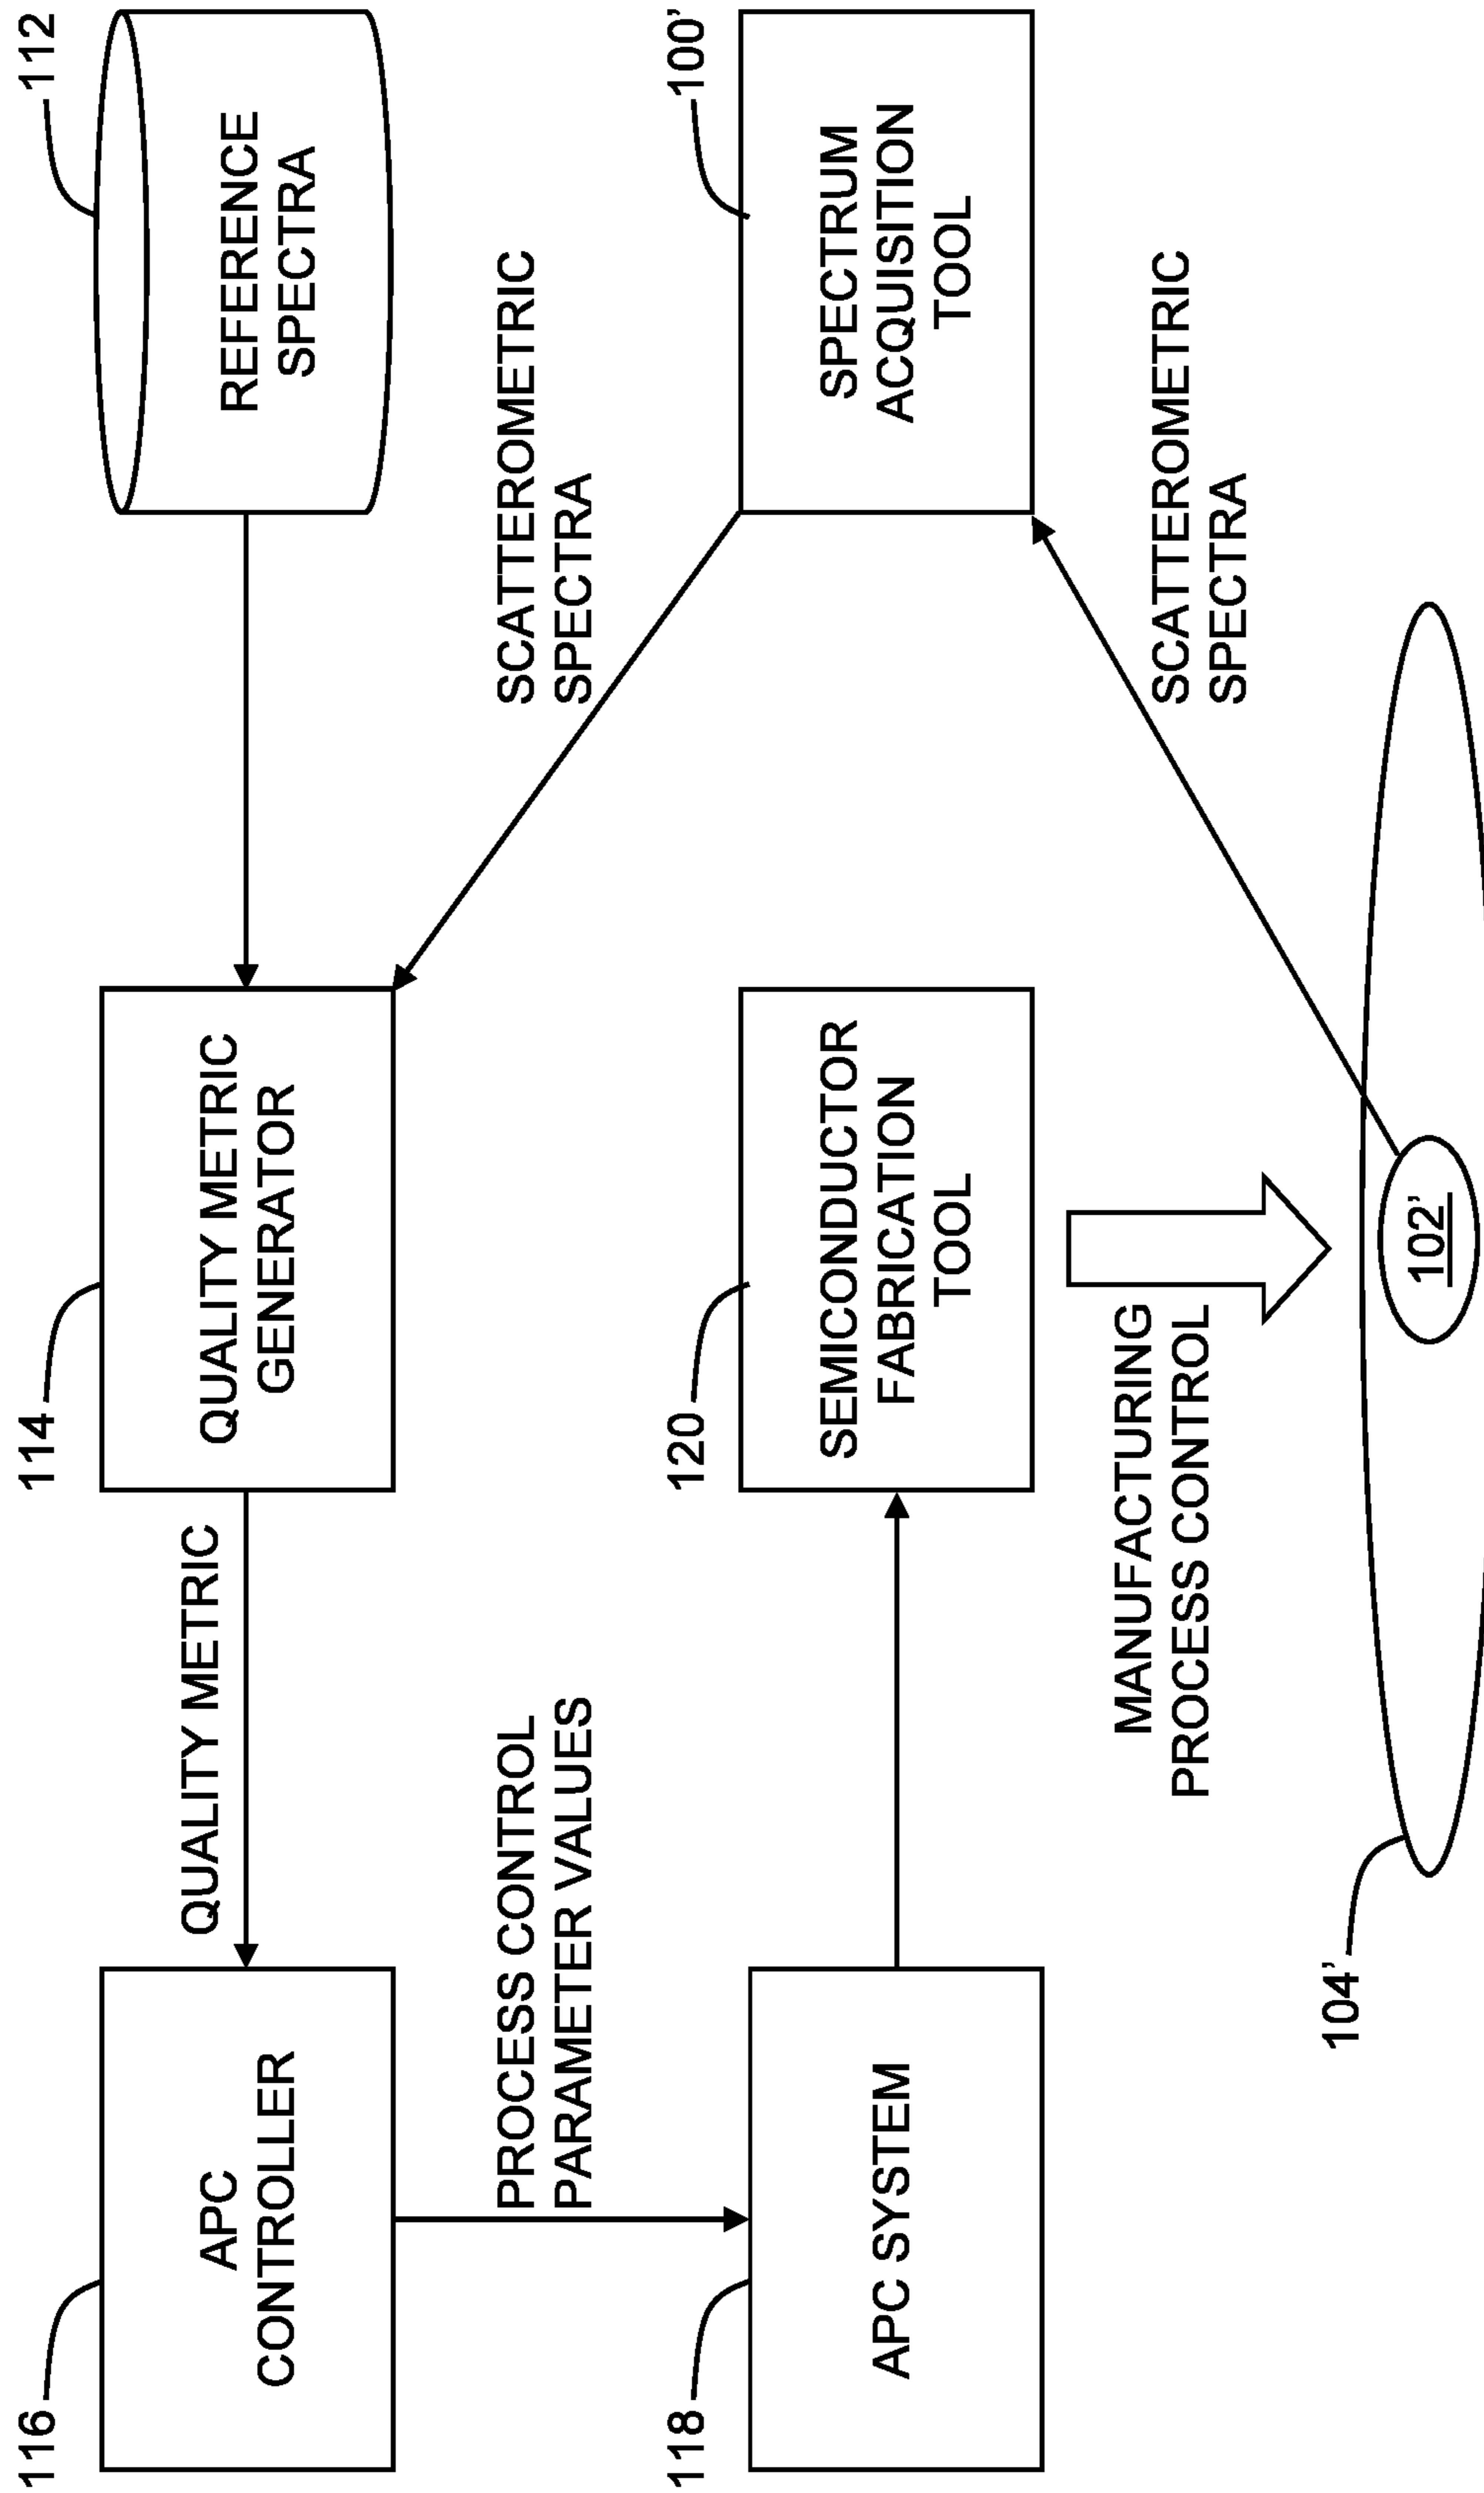 116
APC
CONTROLLER
QUALITY METRIC
114
QUALITY METRIC
GENERATOR
112
REFERENCE
SPECTRA
PROCESS CONTROL
PARAMETER VALUES
SCATTEROMETRIC
SPECTRA
118
APC SYSTEM
120
SEMICONDUCTOR
FABRICATION
TOOL
100’
SPECTRUM
ACQUISITION
TOOL
MANUFACTURING
PROCESS CONTROL
SCATTEROMETRIC
SPECTRA
104’
102’